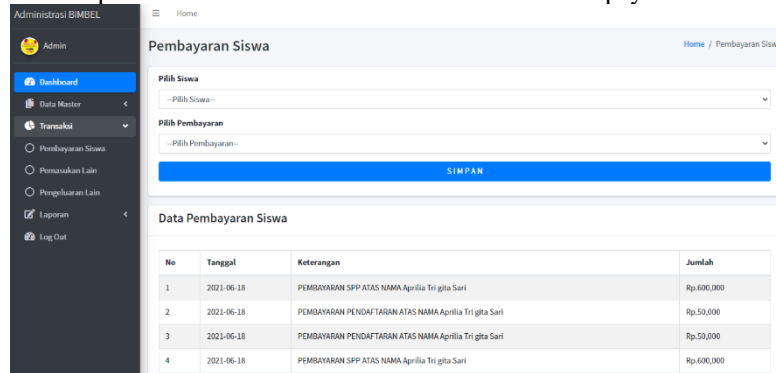 Administrasi BIMBEL
Home
Admin
Pembayaran Siswa
Home / Pembayaran Sisw
Dashboard
Data Master
Transaksi
Pembayaran Siswa
Pemasukan Lain
Pengeluaran Lain
Laporan
Log Out
Pilih Siswa
--Pilih Siswa--
Pilih Pembayaran
--Pilih Pembayaran--
SIMPAN
Data Pembayaran Siswa
No Tanggal Keterangan Jumlah
1 2021-06-18 PEMBAYARAN SPP ATAS NAMA Aprilia Tri gita Sari Rp.600,000
2 2021-06-18 PEMBAYARAN PENDAFTARAN ATAS NAMA Aprilia Tri gita Sari Rp.50,000
3 2021-06-18 PEMBAYARAN PENDAFTARAN ATAS NAMA Aprilia Tri gita Sari Rp.50,000
4 2021-06-18 PEMBAYARAN SPP ATAS NAMA Aprilia Tri gita Sari Rp.600,000